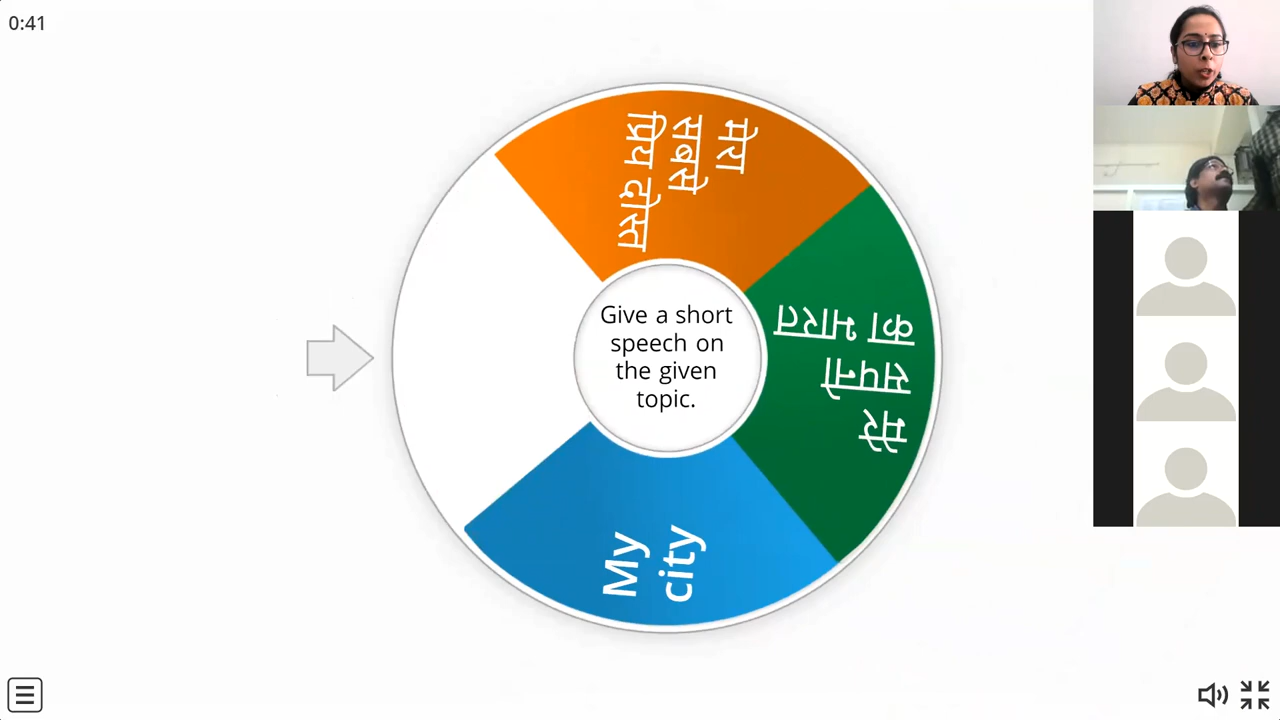 0:41
मेरा
सबसे
प्रिय दोस्त
मेरे
सपनो
का भारत
Give a short
speech on
the given
topic.
My
city